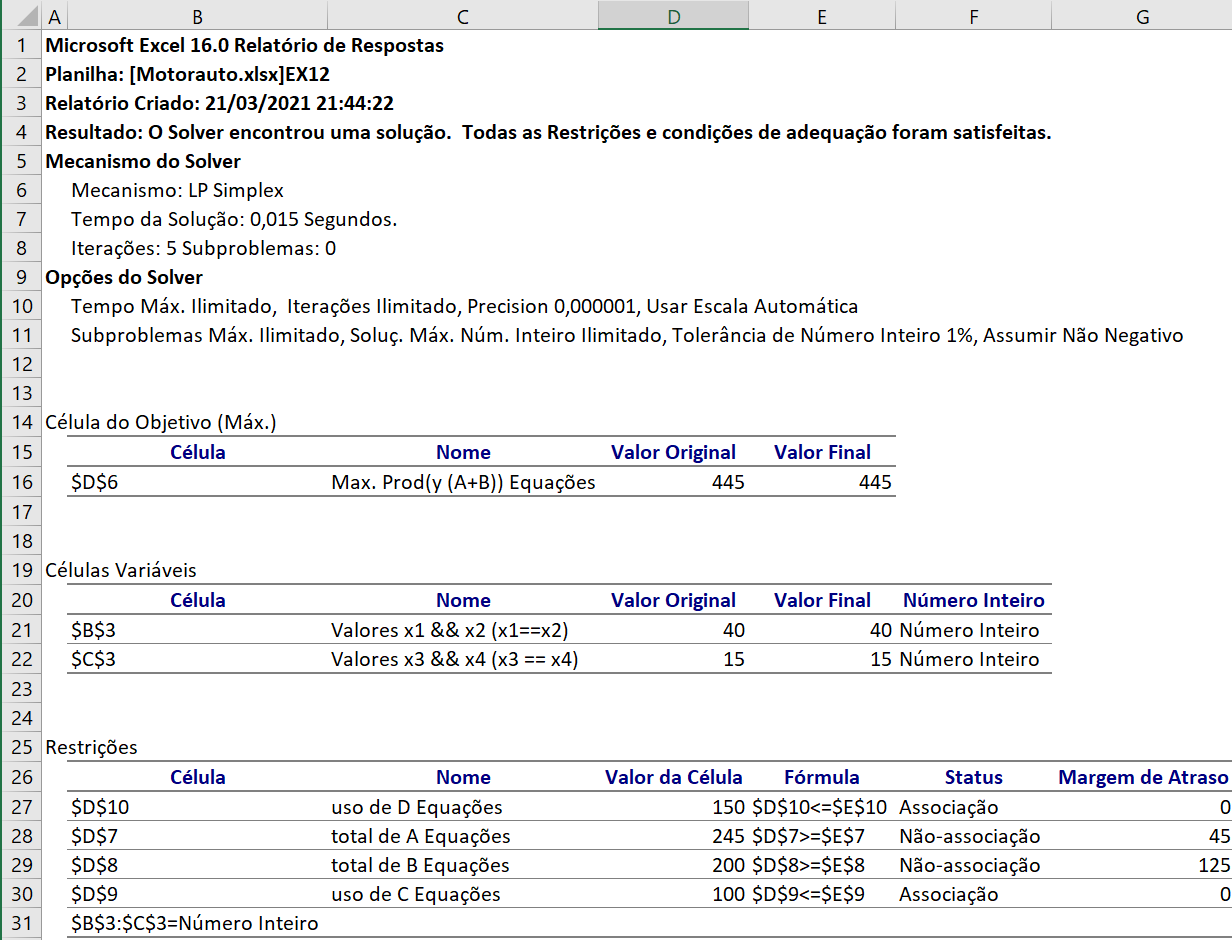 A B C D E F G
1 Microsoft Excel 16.0 Relatório de Respostas
2 Planilha: [Motorauto.xlsx]EX12
3 Relatório Criado: 21/03/2021 21:44:22
4 Resultado: O Solver encontrou uma solução.  Todas as Restrições e condições de adequação foram satisfeitas.
5 Mecanismo do Solver
6 Mecanismo: LP Simplex
7 Tempo da Solução: 0,015 Segundos.
8 Iterações: 5 Subproblemas: 0
9 Opções do Solver
10 Tempo Máx. Ilimitado,  Iterações Ilimitado, Precision 0,000001, Usar Escala Automática
11 Subproblemas Máx. Ilimitado, Soluç. Máx. Núm. Inteiro Ilimitado, Tolerância de Número Inteiro 1%, Assumir Não Negativo
12
13
14 Célula do Objetivo (Máx.)
15 Célula Nome Valor Original Valor Final
16 $D$6 Max. Prod(y (A+B)) Equações 445 445
17
18
19 Células Variáveis
20 Célula Nome Valor Original Valor Final Número Inteiro
21 $B$3 Valores x1 && x2 (x1==x2) 40 40 Número Inteiro
22 $C$3 Valores x3 && x4 (x3 == x4) 15 15 Número Inteiro
23
24
25 Restrições
26 Célula Nome Valor da Célula Fórmula Status Margem de Atraso
27 $D$10 uso de D Equações 150 $D$10<=$E$10 Associação 0
28 $D$7 total de A Equações 245 $D$7>=$E$7 Não-associação 45
29 $D$8 total de B Equações 200 $D$8>=$E$8 Não-associação 125
30 $D$9 uso de C Equações 100 $D$9<=$E$9 Associação 0
31 $B$3:$C$3=Número Inteiro